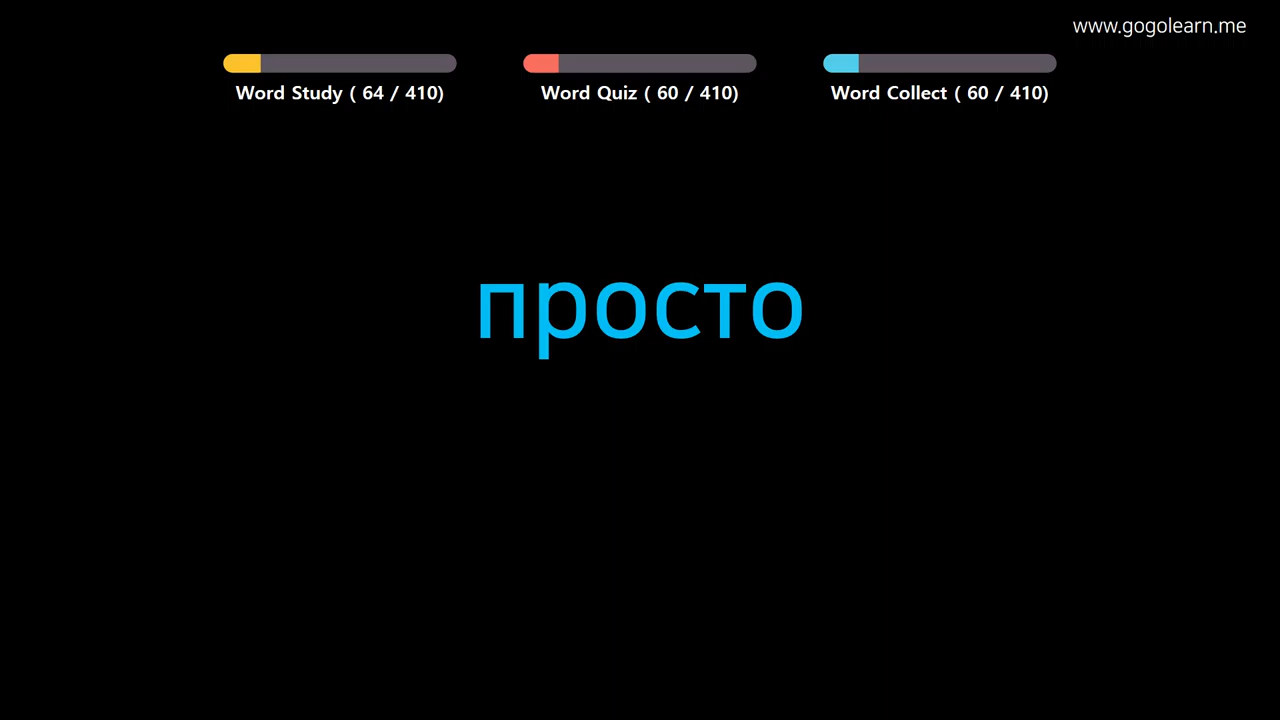 www.gogolearn.me
Word Study ( 64 / 410)
Word Quiz ( 60 / 410)
Word Collect ( 60 / 410)
просто